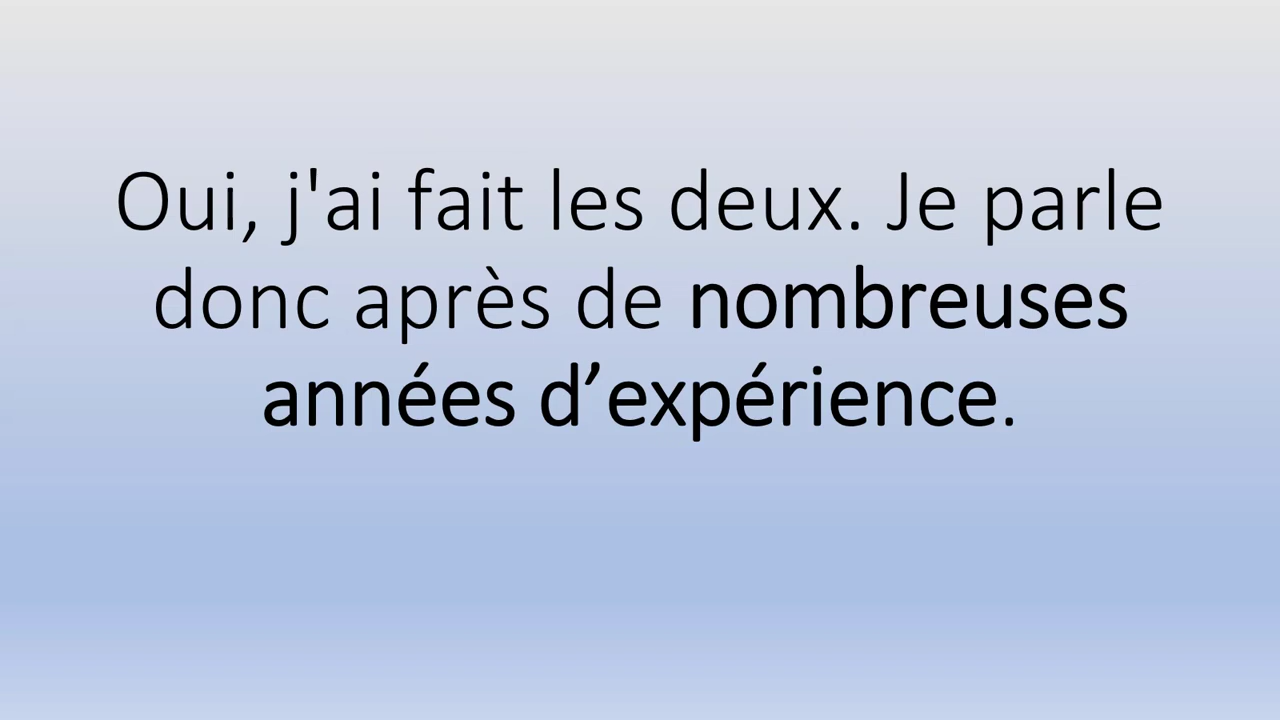 Oui, j'ai fait les deux. Je parle
donc après de nombreuses
années d’expérience.